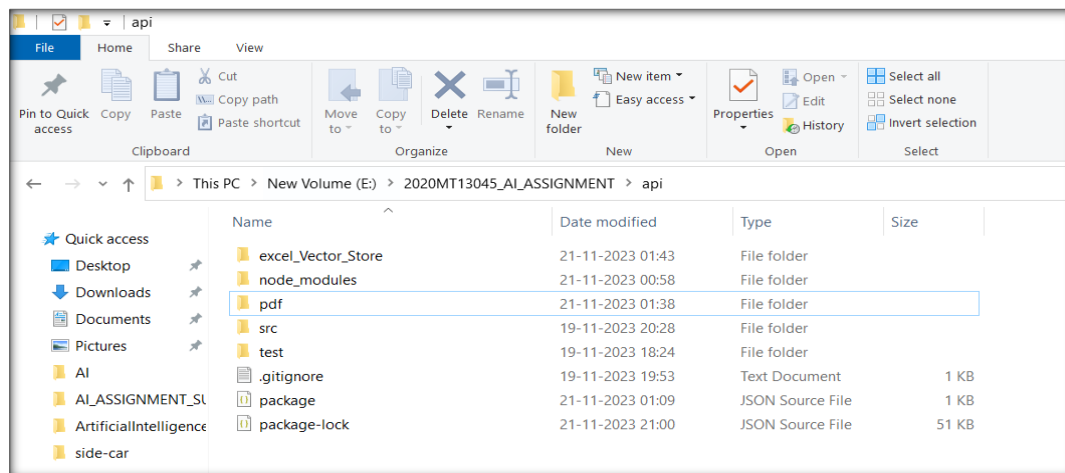 api
File Home Share View
Pin to Quick access
Copy
Paste
Cut
Copy path
Paste shortcut
Clipboard
Move to
Copy to
Delete
Rename
Organize
New folder
New item
Easy access
New
Properties
Open
Edit
History
Open
Select all
Select none
Invert selection
Select
This PC > New Volume (E:) > 2020MT13045_AI_ASSIGNMENT > api
Name Date modified Type Size
Quick access
Desktop
Downloads
Documents
Pictures
AI
AI_ASSIGNMENT_SU
ArtificialIntelligence
side-car
excel_Vector_Store 21-11-2023 01:43 File folder
node_modules 21-11-2023 00:58 File folder
pdf 21-11-2023 01:38 File folder
src 19-11-2023 20:28 File folder
test 19-11-2023 18:24 File folder
.gitignore 19-11-2023 19:53 Text Document 1 KB
package 21-11-2023 01:09 JSON Source File 1 KB
package-lock 21-11-2023 21:00 JSON Source File 51 KB